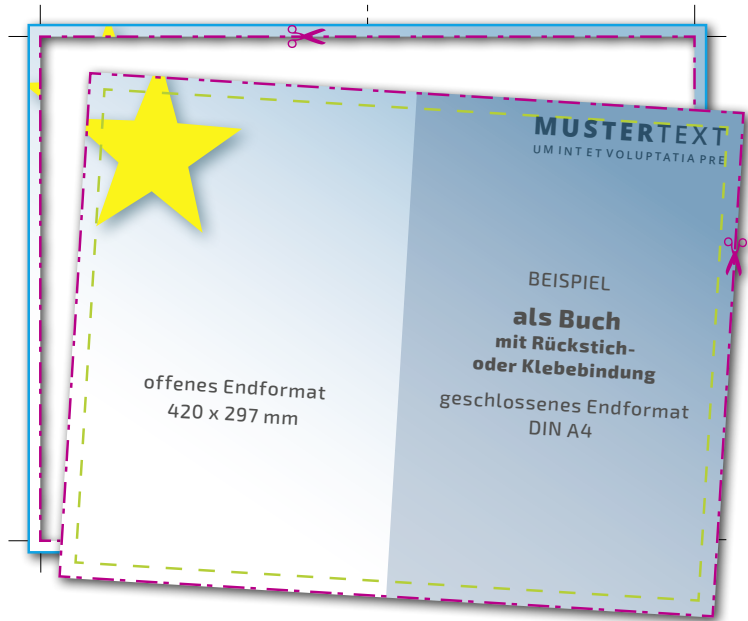 MUSTERTEXT
UM INT ET VOLUPTATIA PRE
BEISPIEL
als Buch
mit Rückstich-
oder Klebebindung
geschlossenes Endformat
DIN A4
offenes Endformat
420 x 297 mm